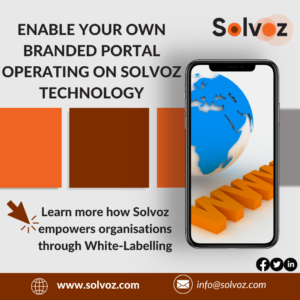 Solvoz
ENABLE YOUR OWN
BRANDED PORTAL
OPERATING ON SOLVOZ
TECHNOLOGY
WWW
Learn more how Solvoz
empowers organisations
through White-Labelling
www.solvoz.com
info@solvoz.com